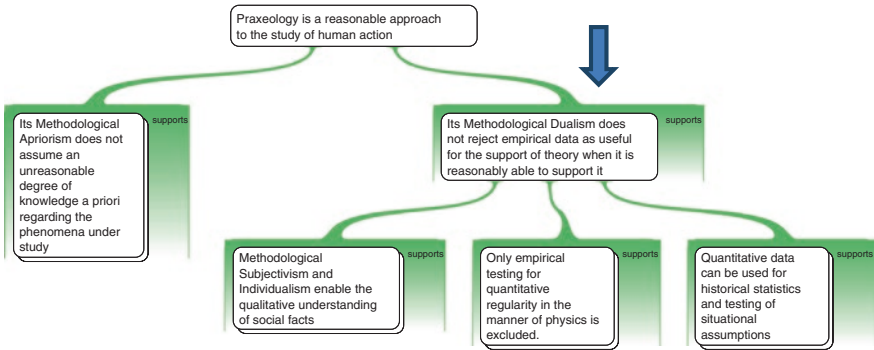 Praxeology is a reasonable approach
to the study of human action
Its Methodological
Apriorism does not
assume an
unreasonable
degree of
knowledge a priori
regarding the
phenomena under
study
supports
Its Methodological Dualism does
not reject empirical data as useful
for the support of theory when it is
reasonably able to support it
supports
Methodological
Subjectivism and
Individualism enable the
qualitative understanding
of social facts
supports
Only empirical
testing for
quantitative
regularity in the
manner of physics is
excluded.
supports
Quantitative data
can be used for
historical statistics
and testing of
situational
assumptions
supports